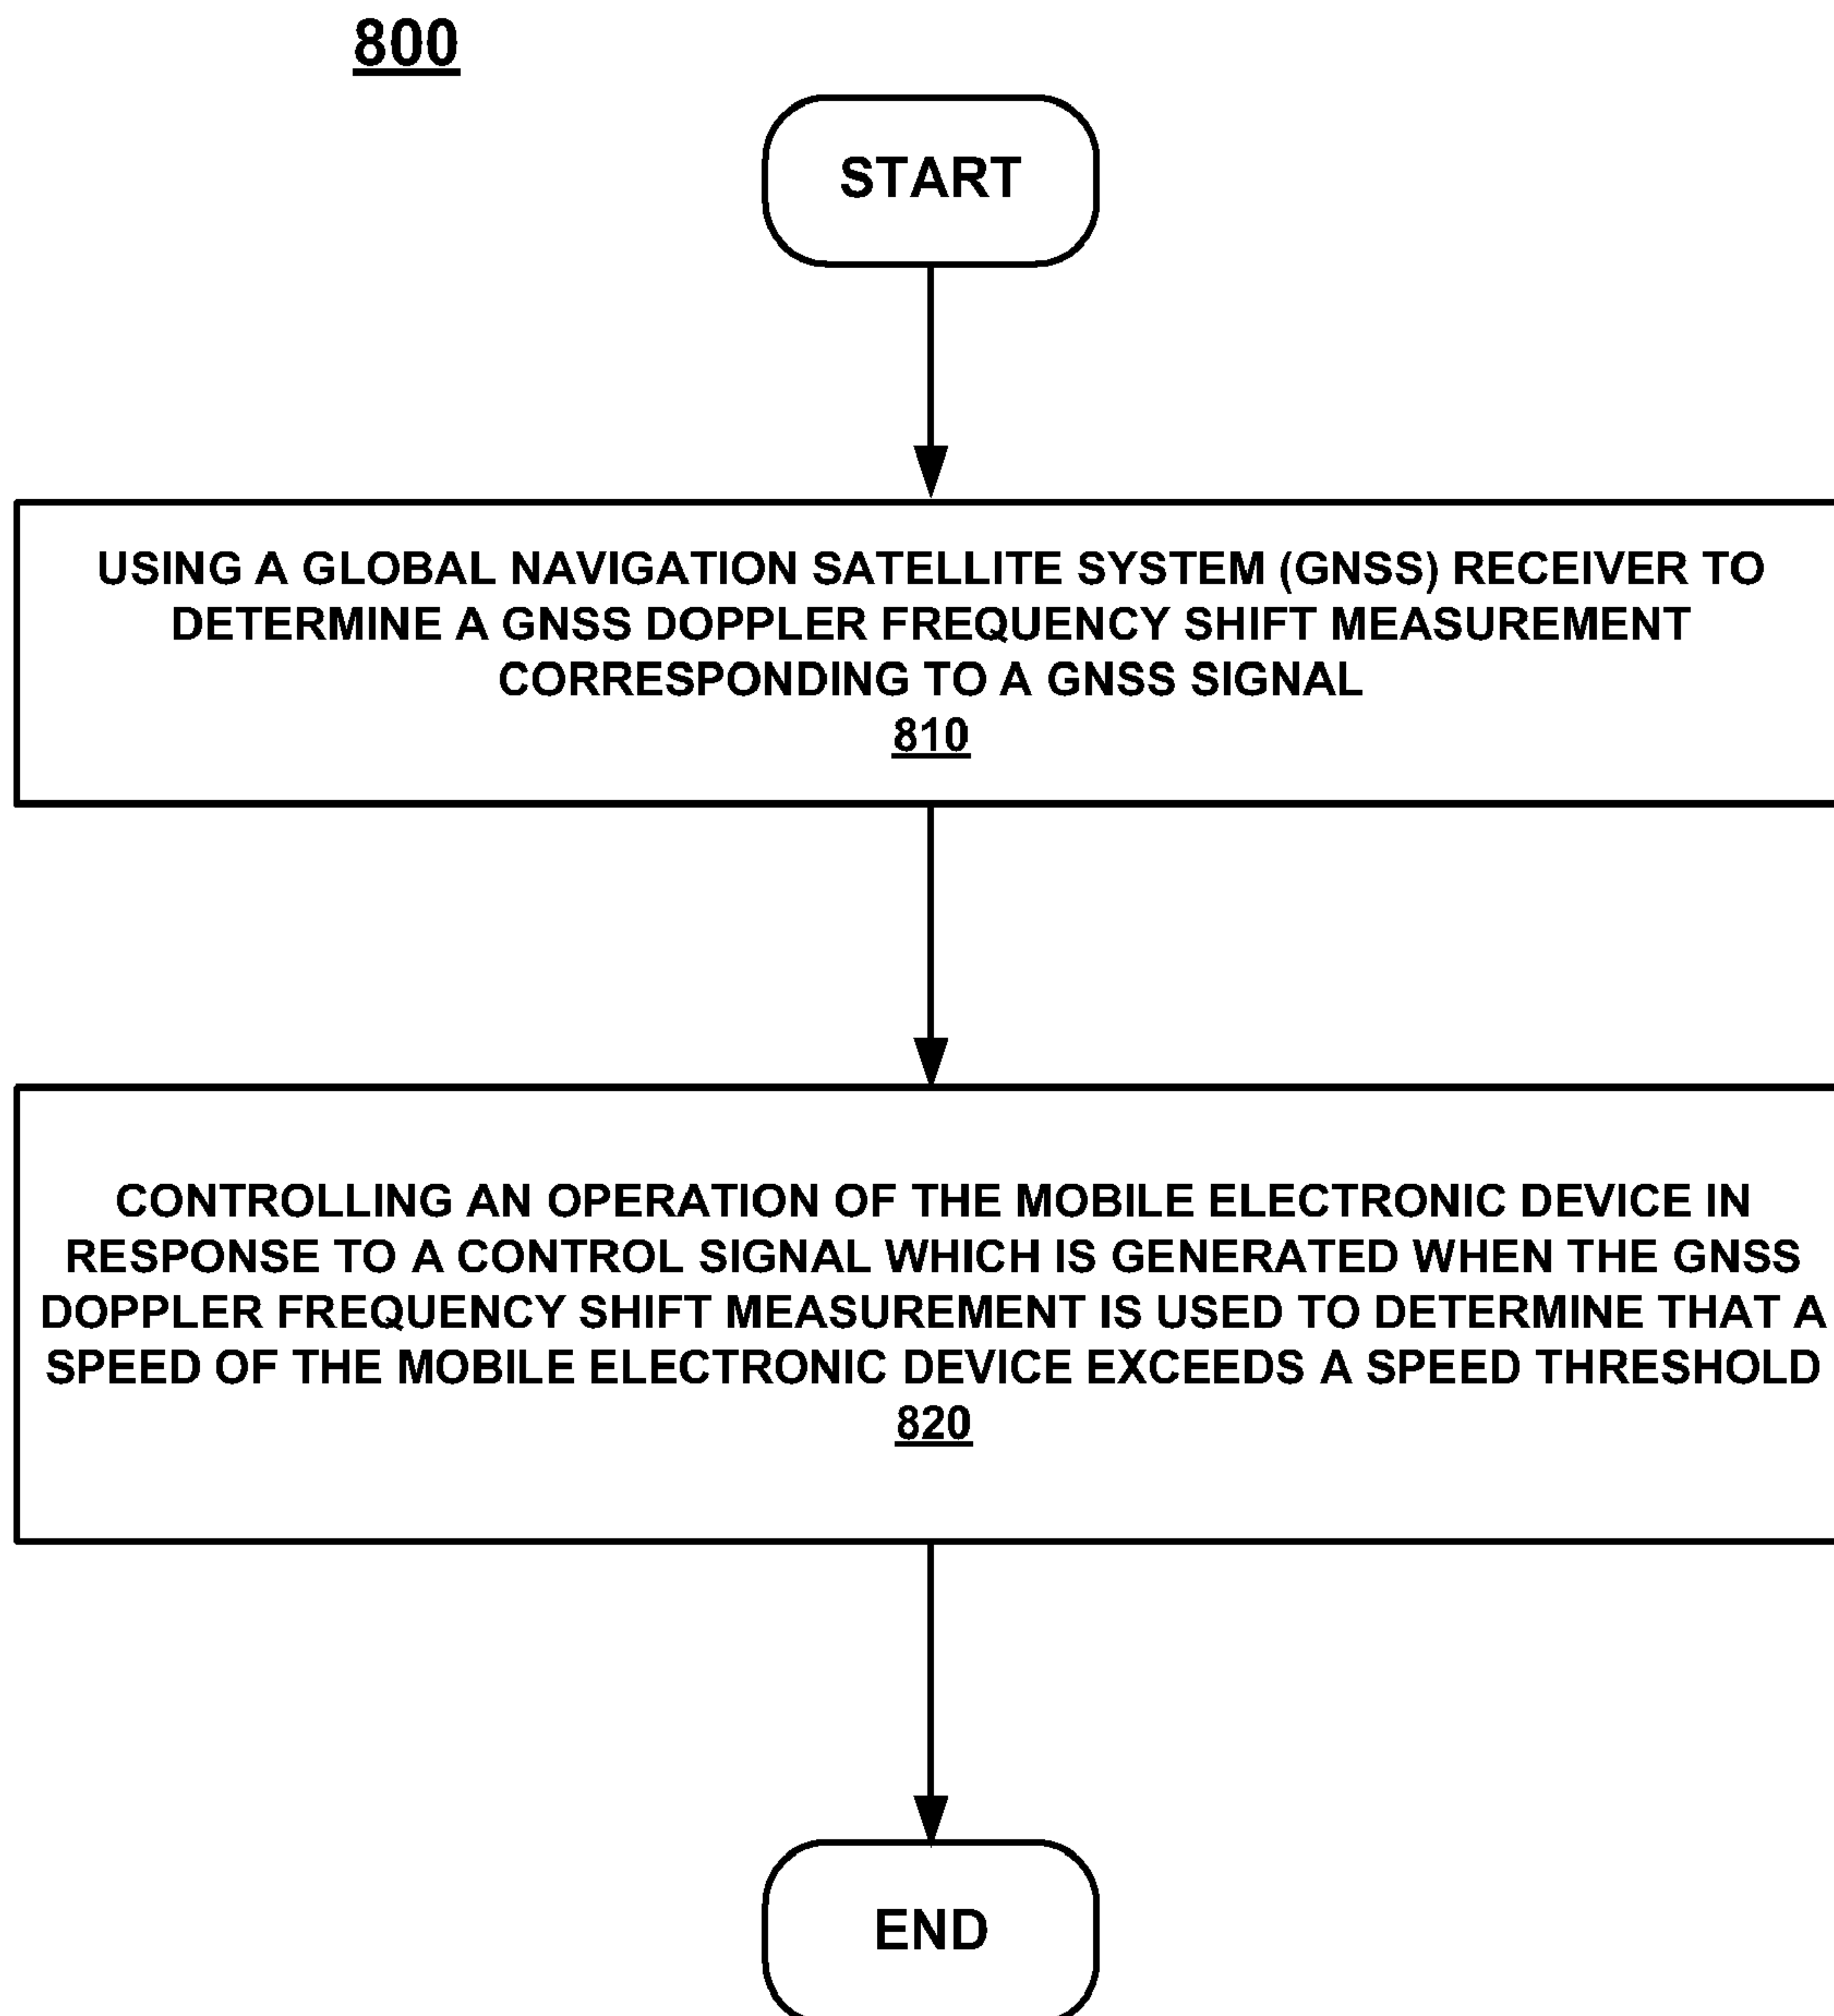 800
START
USING A GLOBAL NAVIGATION SATELLITE SYSTEM (GNSS) RECEIVER TO
DETERMINE A GNSS DOPPLER FREQUENCY SHIFT MEASUREMENT
CORRESPONDING TO A GNSS SIGNAL
810
CONTROLLING AN OPERATION OF THE MOBILE ELECTRONIC DEVICE IN
RESPONSE TO A CONTROL SIGNAL WHICH IS GENERATED WHEN THE GNSS
DOPPLER FREQUENCY SHIFT MEASUREMENT IS USED TO DETERMINE THAT A
SPEED OF THE MOBILE ELECTRONIC DEVICE EXCEEDS A SPEED THRESHOLD
820
END